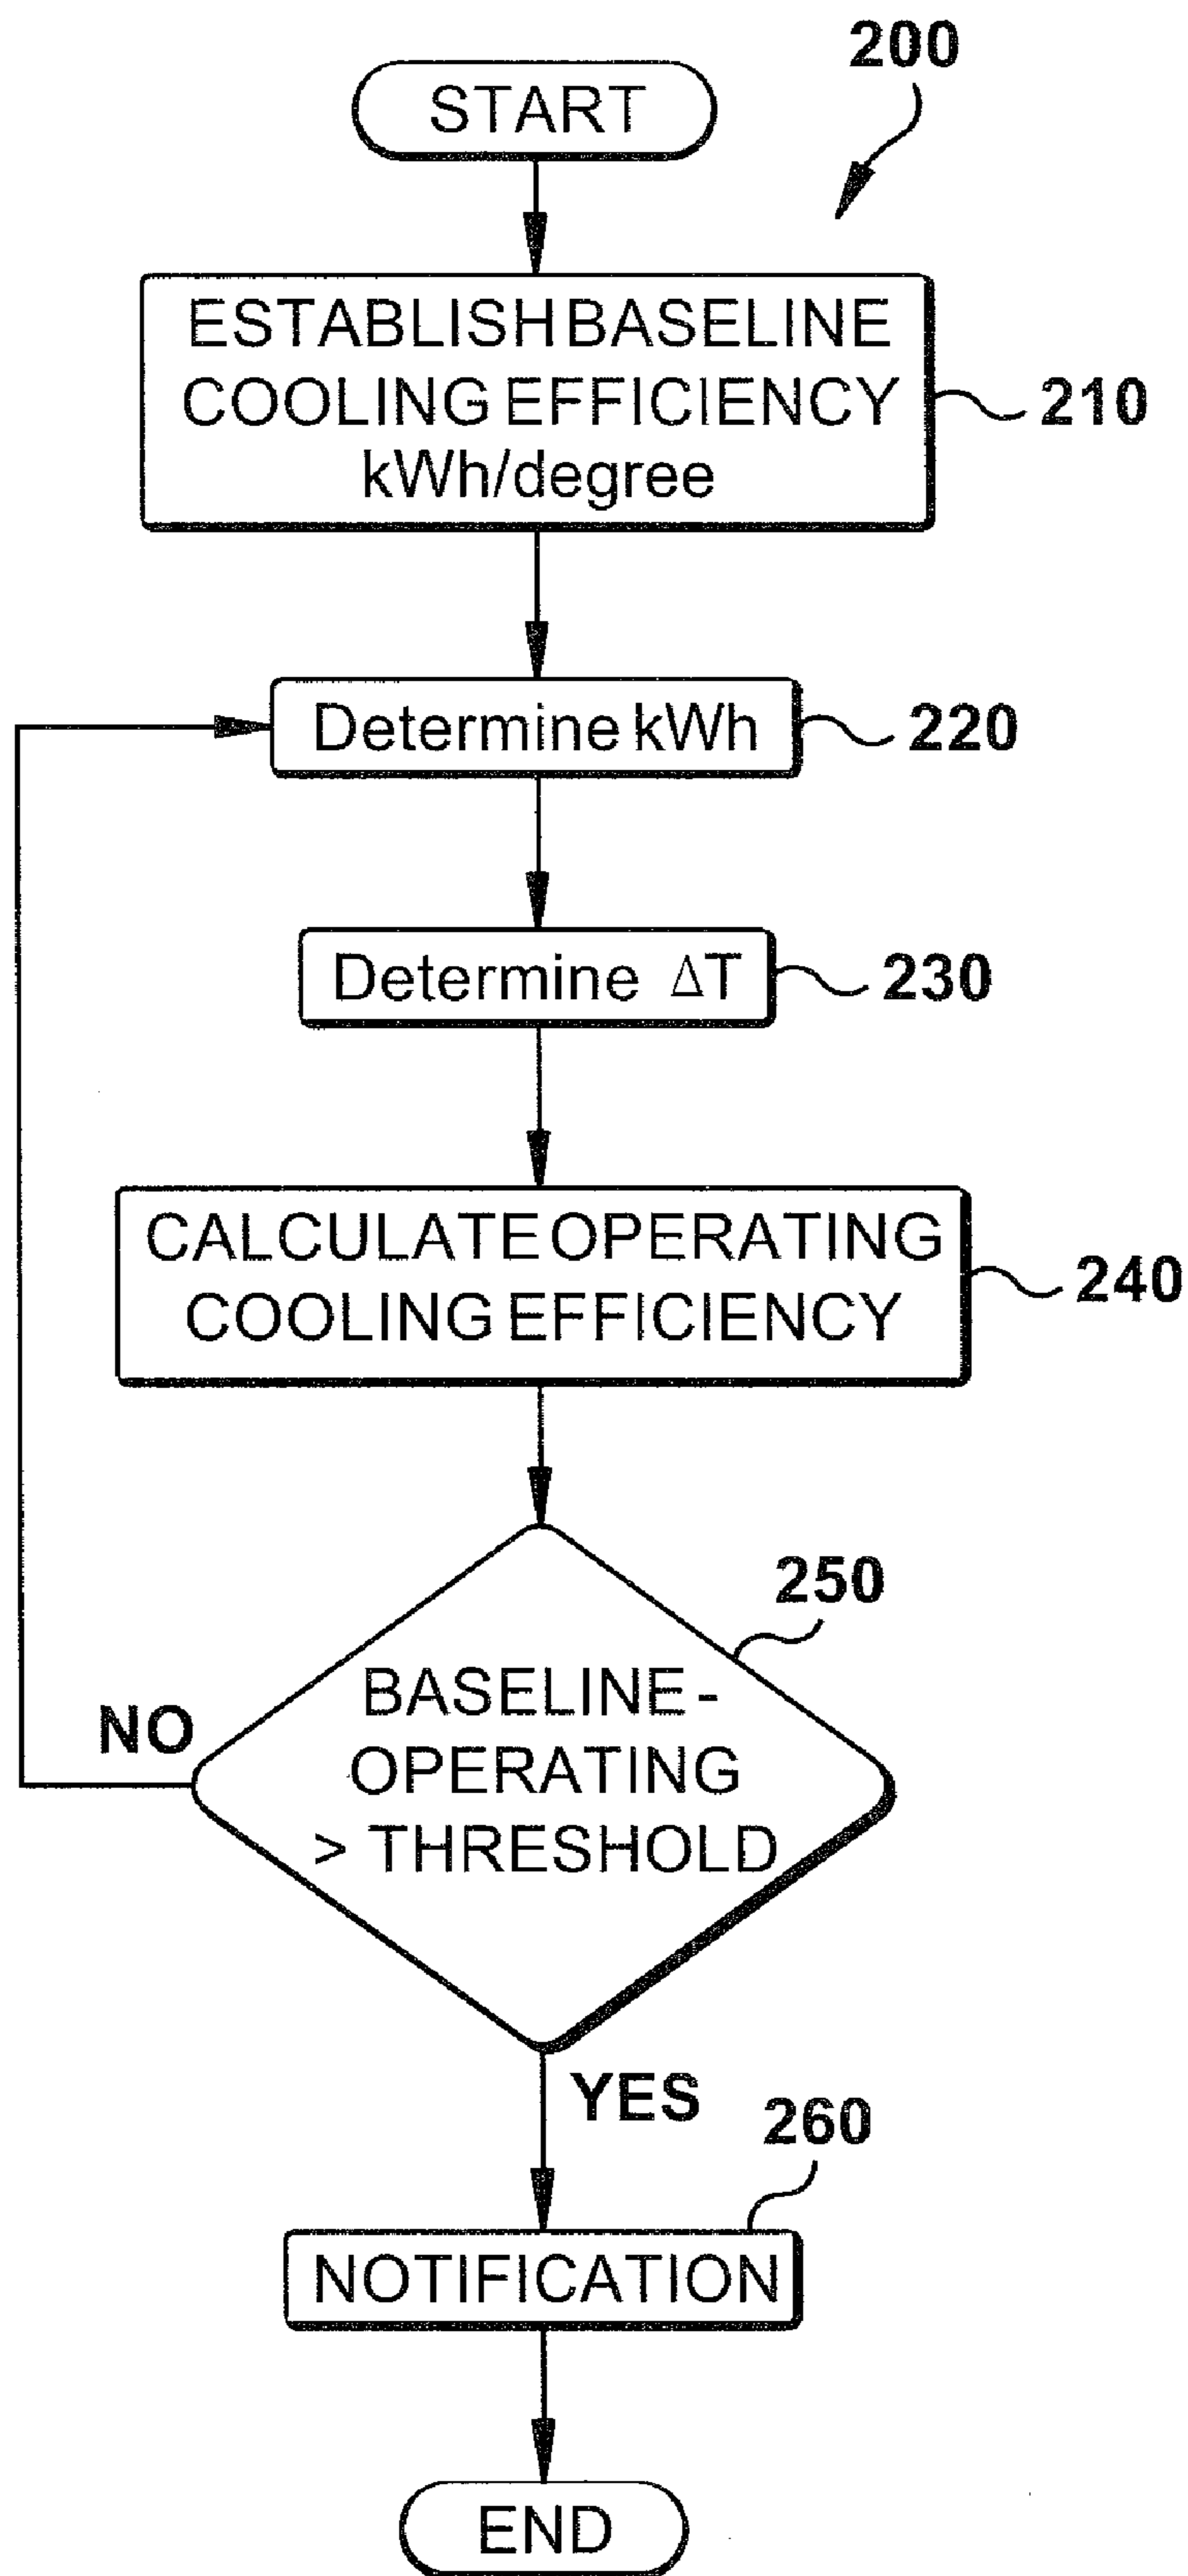 200
START
ESTABLISH BASELINE
COOLING EFFICIENCY
kWh/degree
210
Determine kWh
220
Determine ΔT
230
CALCULATE OPERATING
COOLING EFFICIENCY
240
250
BASELINE -
OPERATING
> THRESHOLD
NO
YES
260
NOTIFICATION
END